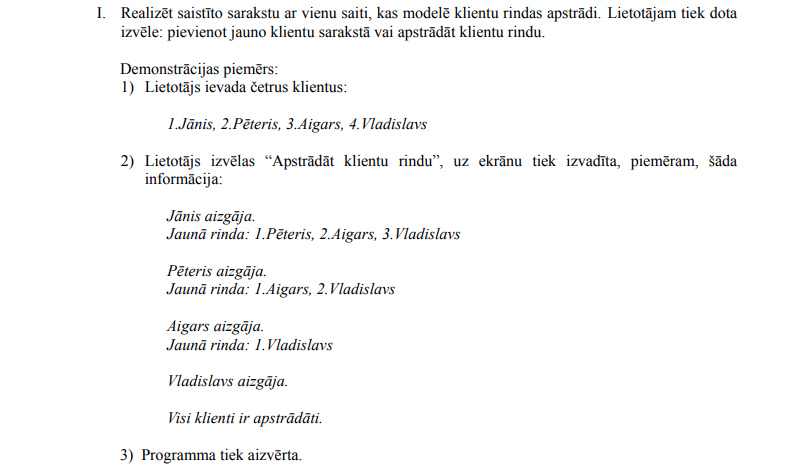 I. Realizēt saistīto sarakstu ar vienu saiti, kas modelē klientu rindas apstrādi. Lietotājam tiek dota
izvēle: pievienot jauno klientu sarakstā vai apstrādāt klientu rindu.
Demonstrācijas piemērs:
1) Lietotājs ievada četrus klientus:
1.Jānis, 2.Pēteris, 3.Aigars, 4.Vladislavs
2) Lietotājs izvēlas “Apstrādāt klientu rindu”, uz ekrānu tiek izvadīta, piemēram, šāda
informācija:
Jānis aizgāja.
Jaunā rinda: 1.Pēteris, 2.Aigars, 3.Vladislavs
Pēteris aizgāja.
Jaunā rinda: 1.Aigars, 2.Vladislavs
Aigars aizgāja.
Jaunā rinda: 1.Vladislavs
Vladislavs aizgāja.
Visi klienti ir apstrādāti.
3) Programma tiek aizvērta.